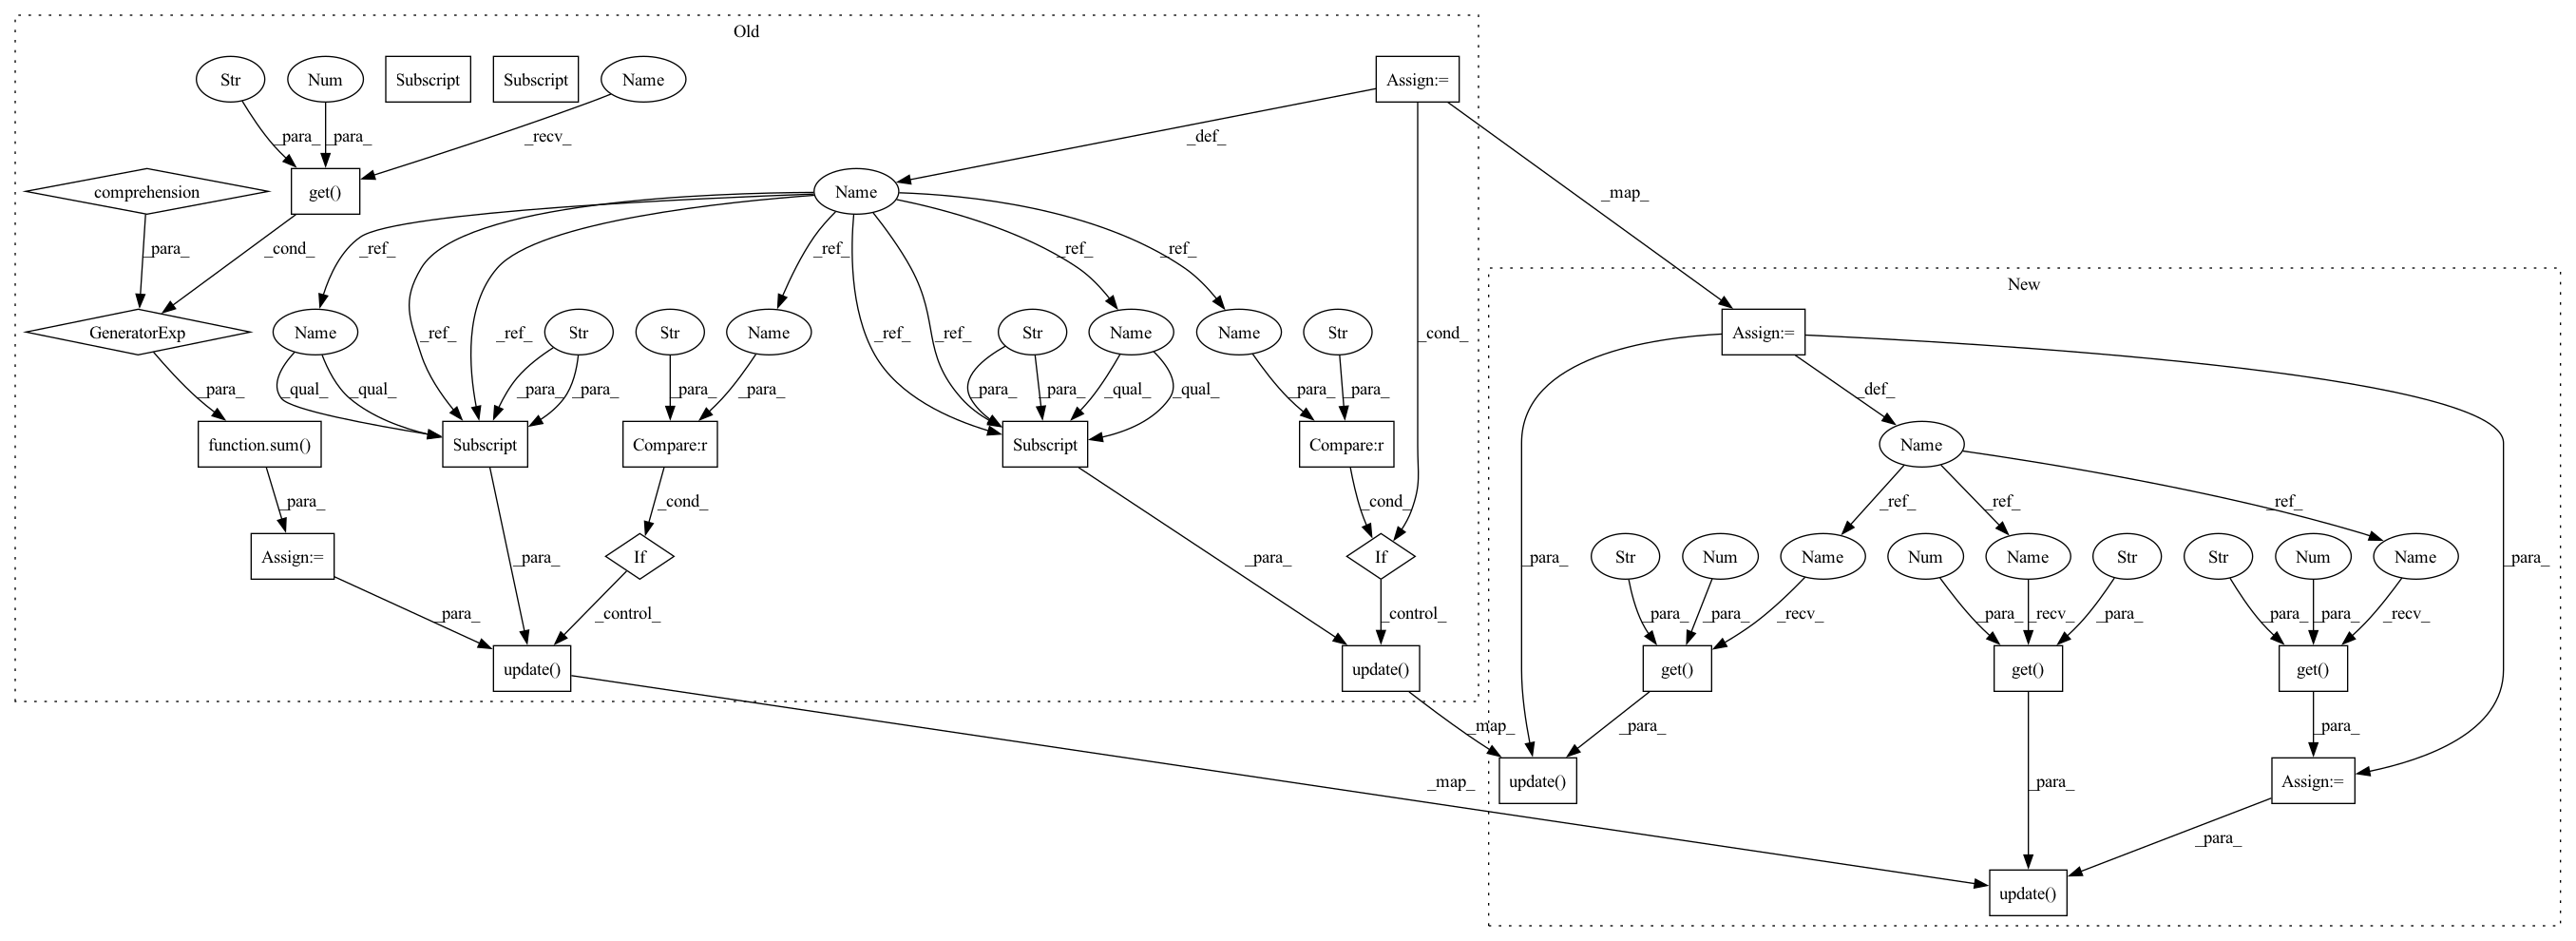 Old
Str
Num
Subscript
Subscript
Name
Assign:=
_para_
_para_
_recv_
_def_
comprehension
get()
Name
_map_
_para_
_cond_
_ref_
_ref_
_ref_
_ref_
New
GeneratorExp
Name
_ref_
_ref_
Str
Str
Name
_ref_
_ref_
Str
Name
Name
Str
_cond_
Assign:=
_para_
_qual_
_qual_
_para_
_para_
_para_
_para_
_para_
_para_
_qual_
_qual_
_para_
_para_
_def_
function.sum()
Subscript
Compare:r
Subscript
Compare:r
Name
_para_
_cond_
_cond_
_ref_
_ref_
_ref_
Assign:=
_para_
If
_para_
If
_para_
Str
Num
Name
Num
Name
Str
Str
Num
Name
_para_
_para_
_control_
_control_
_para_
_para_
_recv_
_para_
_recv_
_para_
_para_
_para_
_recv_
update()
update()
get()
get()
get()
_map_
_para_
_para_
_map_
update()
_para_
Assign:=
_para_
update()